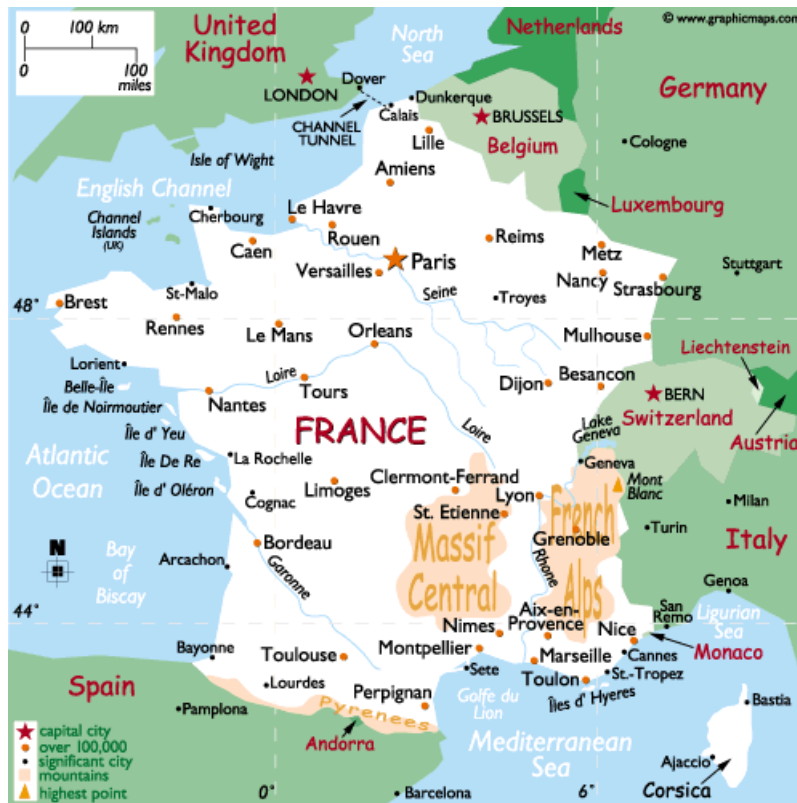 © www.graphicmaps.com
0 100 km
0 100
miles
United
Kingdom
North
Sea
Netherlands
Germany
Dover
LONDON
Dunkerque
Calais
CHANNEL
TUNNEL
BRUSSELS
Belgium
Lille
Cologne
Isle of Wight
Amiens
English Channel
Luxembourg
Channel
Islands
(UK)
Cherbourg
Le Havre
Rouen
Caen
Reims
Metz
Paris
Versailles
Nancy
Stuttgart
Strasbourg
Seine
St-Malo
Troyes
48°
Brest
Rennes
Le Mans
Orleans
Mulhouse
Liechtenstein
Lorient
Loire
Belle-Île
Tours
Dijon
Besancon
BERN
Île de Noirmoutier
Nantes
FRANCE
Switzerland
Île d' Yeu
Loire
Lake
Geneva
Austria
Atlantic
Ocean
Île De Re
La Rochelle
Geneva
Île d' Oléron
Limoges
Clermont-Ferrand
Mont
Blanc
Cognac
Lyon
Milan
St. Etienne
French
Alps
Turin
Italy
N
Bay
of
Biscay
Bordeau
Massif
Central
Grenoble
Arcachon
Garonne
Rhone
Genoa
44°
Aix-en-
Provence
San
Remo
Ligurian
Sea
Nimes
Nice
Bayonne
Toulouse
Montpellier
Marseille
Cannes
Monaco
Spain
Lourdes
Sete
Toulon
St.-Tropez
Perpignan
Golfe du
Lion
Îles d' Hyeres
Pamplona
Pyrenees
Bastia
Andorra
Mediterranean
Sea
capital city
over 100,000
significant city
mountains
highest point
Ajaccio
Corsica
0°
Barcelona
6°